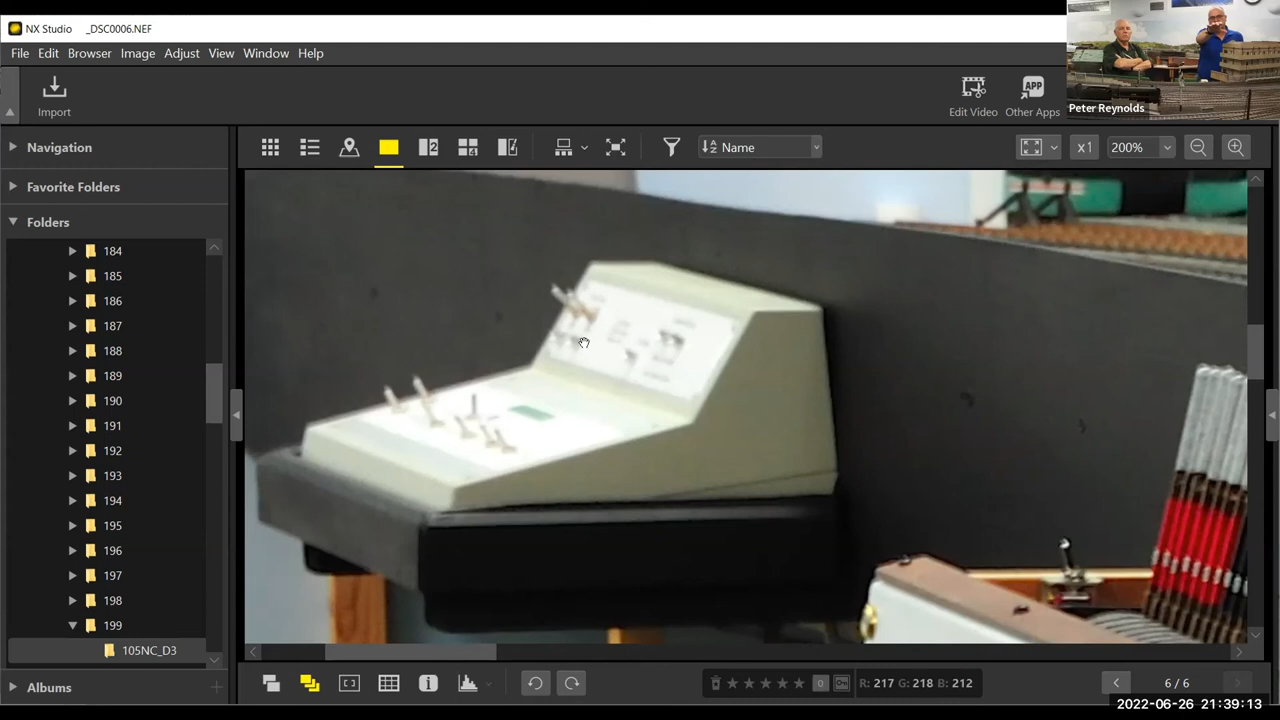 NX Studio _DSC0006.NEF
File Edit Browser Image Adjust View Window Help
Import
Edit Video Other Apps
Peter Reynolds
Navigation
Name
x1
200%
Favorite Folders
Folders
184
185
186
187
188
189
190
191
192
193
194
195
196
197
198
199
105NC_D3
Albums
0
R: 217 G: 218 B: 212
6 / 6
2022-06-26 21:39:13